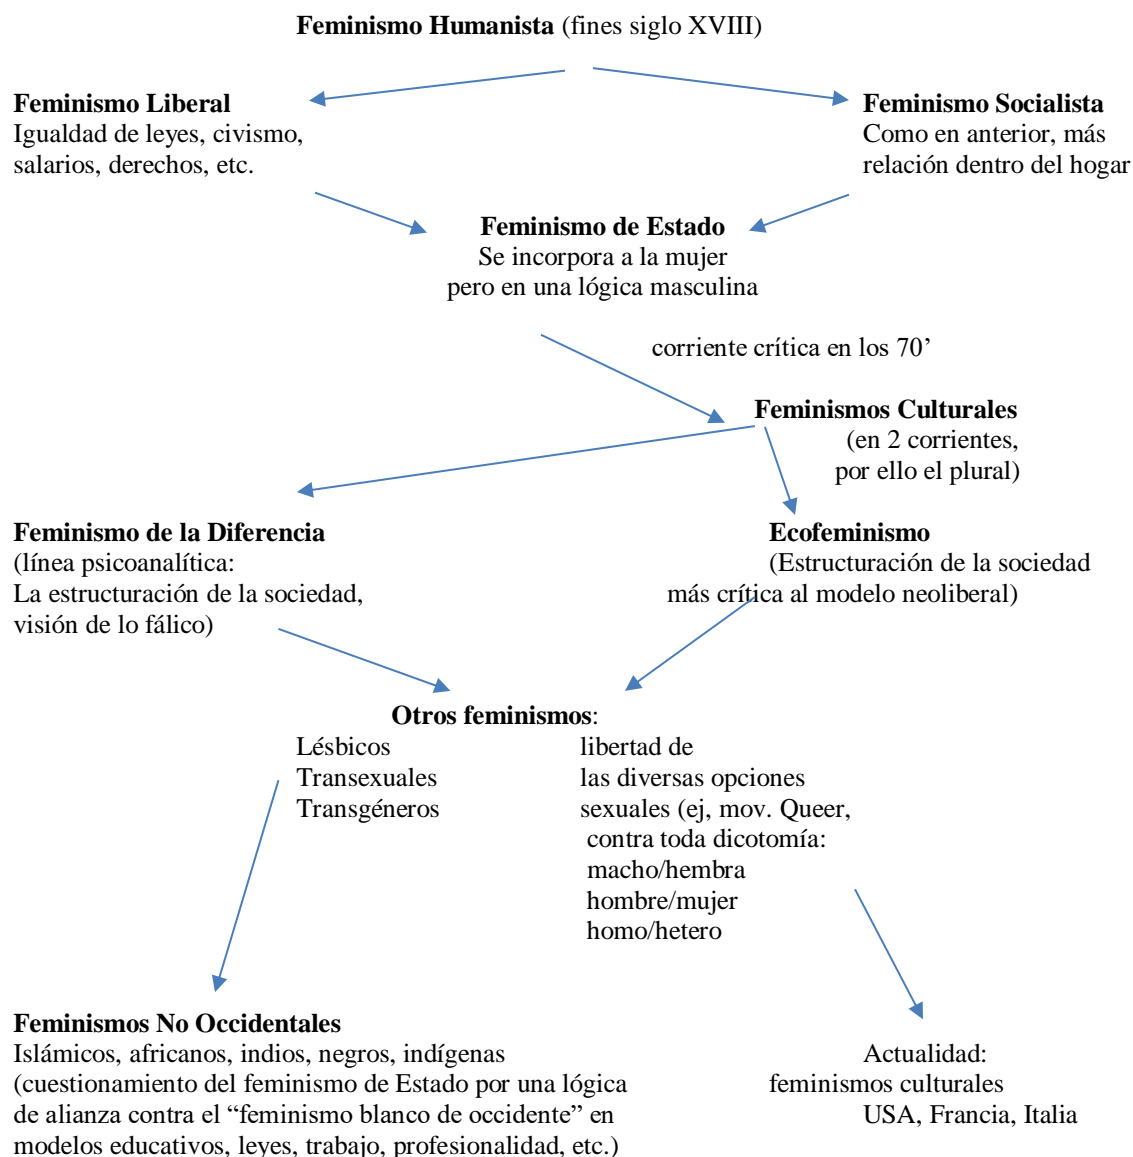 Feminismo Humanista (fines siglo XVIII)
Feminismo Liberal
Igualdad de leyes, civismo,
salarios, derechos, etc.
Feminismo Socialista
Como en anterior, más
relación dentro del hogar
Feminismo de Estado
Se incorpora a la mujer
pero en una lógica masculina
corriente crítica en los 70’
Feminismos Culturales
(en 2 corrientes,
por ello el plural)
Feminismo de la Diferencia
(línea psicoanalítica:
La estructuración de la sociedad,
visión de lo fálico)
Ecofeminismo
(Estructuración de la sociedad
más crítica al modelo neoliberal)
Otros feminismos:
Lésbicos
Transexuales
Transgéneros
libertad de
las diversas opciones
sexuales (ej, mov. Queer,
contra toda dicotomía:
macho/hembra
hombre/mujer
homo/hetero
Feminismos No Occidentales
Islámicos, africanos, indios, negros, indígenas
(cuestionamiento del feminismo de Estado por una lógica
de alianza contra el “feminismo blanco de occidente” en
modelos educativos, leyes, trabajo, profesionalidad, etc.)
Actualidad:
feminismos culturales
USA, Francia, Italia